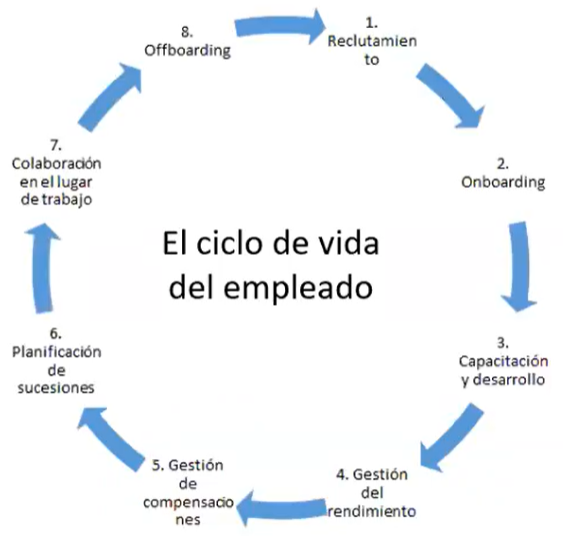 El ciclo de vida
del empleado
1.
Reclutamien
to
2.
Onboarding
3.
Capacitación
y desarrollo
4. Gestión
del
rendimiento
5. Gestión
de
compensacio
nes
6.
Planificación
de
sucesiones
7.
Colaboración
en el lugar
de trabajo
8.
Offboarding